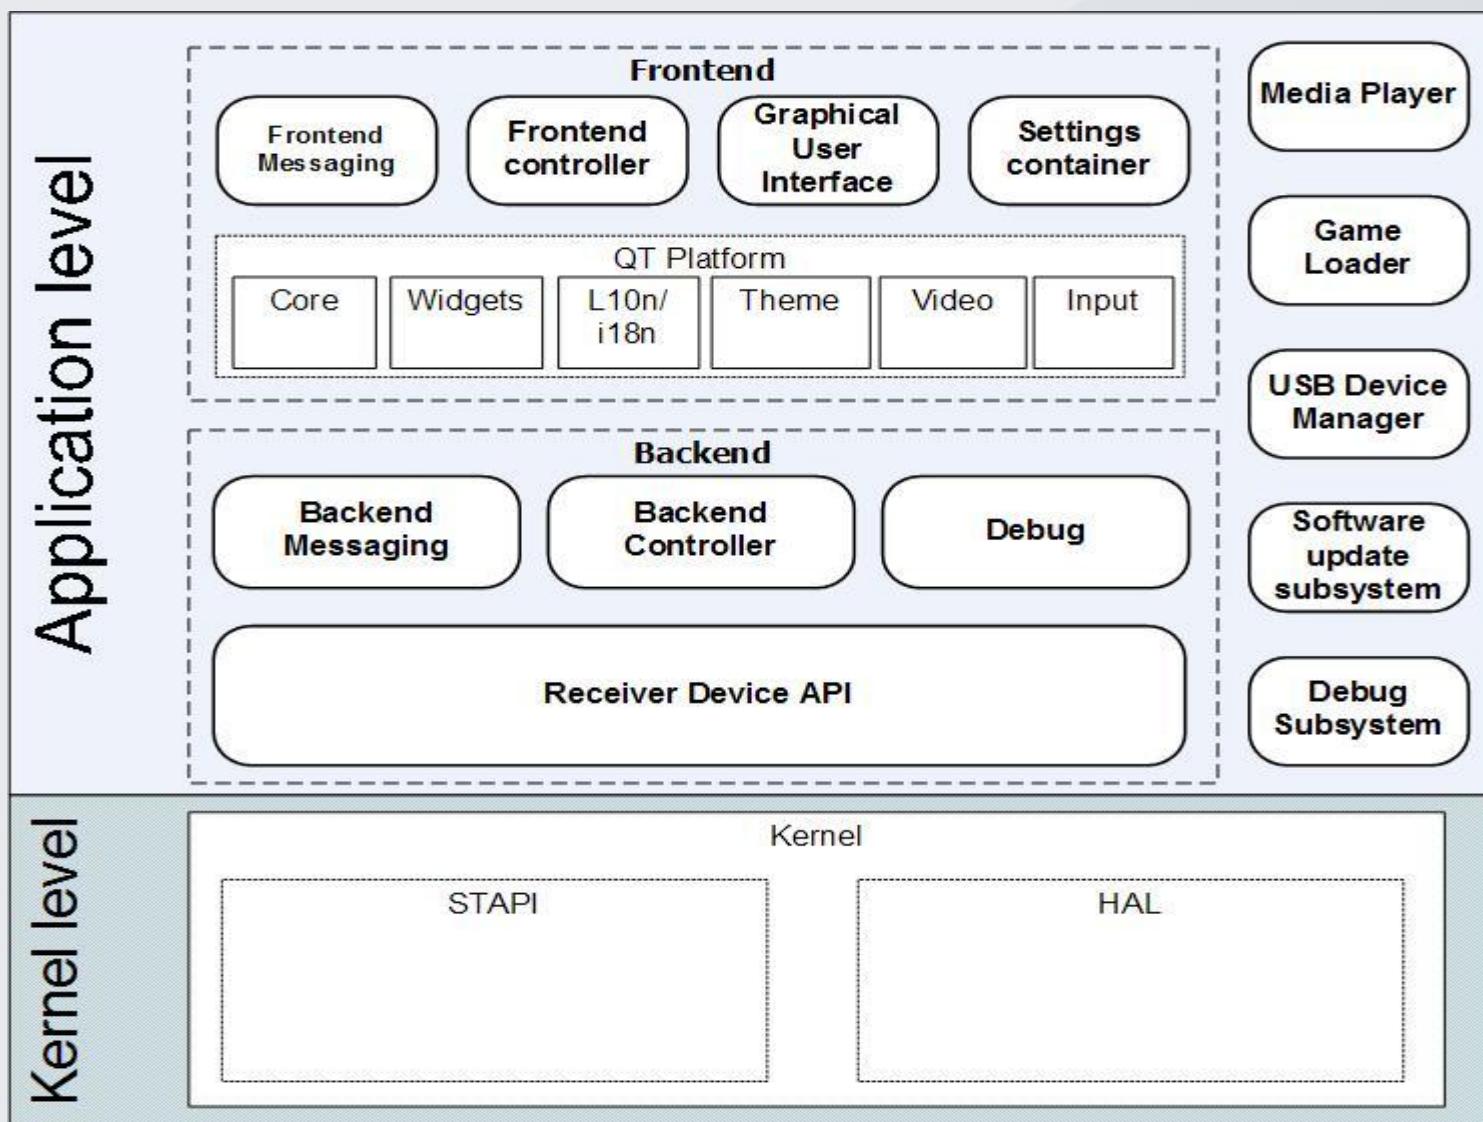 Application level
Frontend
Frontend
Messaging
Frontend
controller
Graphical
User
Interface
Settings
container
QT Platform
Core
Widgets
L10n/
i18n
Theme
Video
Input
Backend
Backend
Messaging
Backend
Controller
Debug
Receiver Device API
Media Player
Game
Loader
USB Device
Manager
Software
update
subsystem
Debug
Subsystem
Kernel level
Kernel
STAPI
HAL